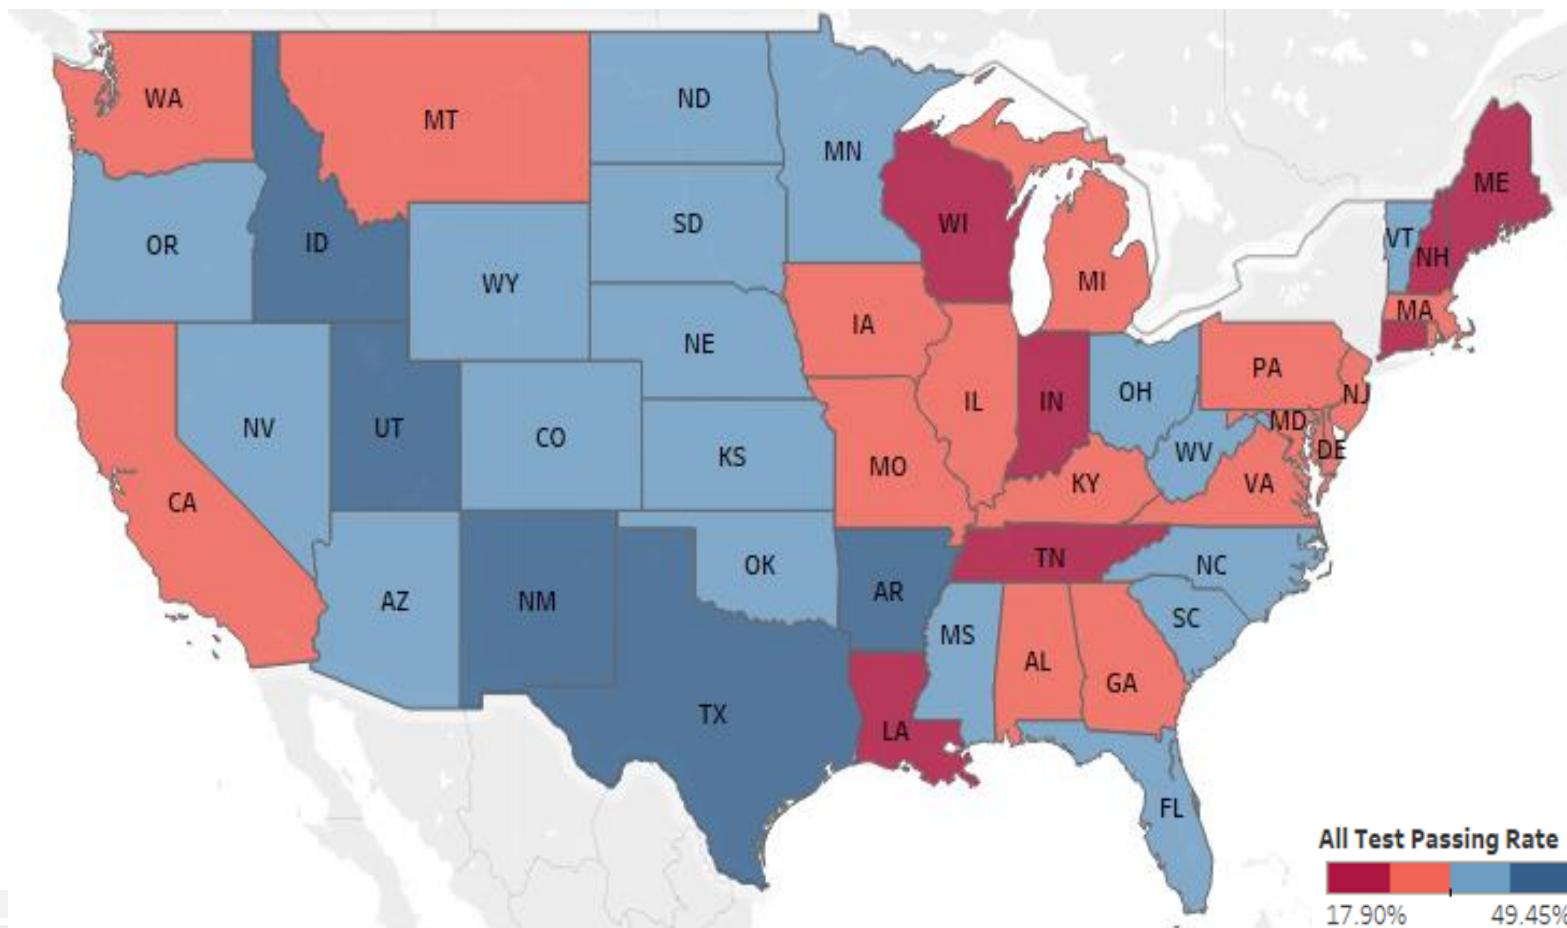 WA
MT
ND
MN
ME
OR
ID
WY
SD
WI
MI
VT
NH
MA
NV
UT
CO
NE
IA
IL
IN
OH
PA
NJ
CA
KS
MO
KY
WV
MD
DE
VA
AZ
NM
OK
AR
TN
NC
TX
LA
MS
AL
GA
SC
FL
All Test Passing Rate
17.90% 49.45%